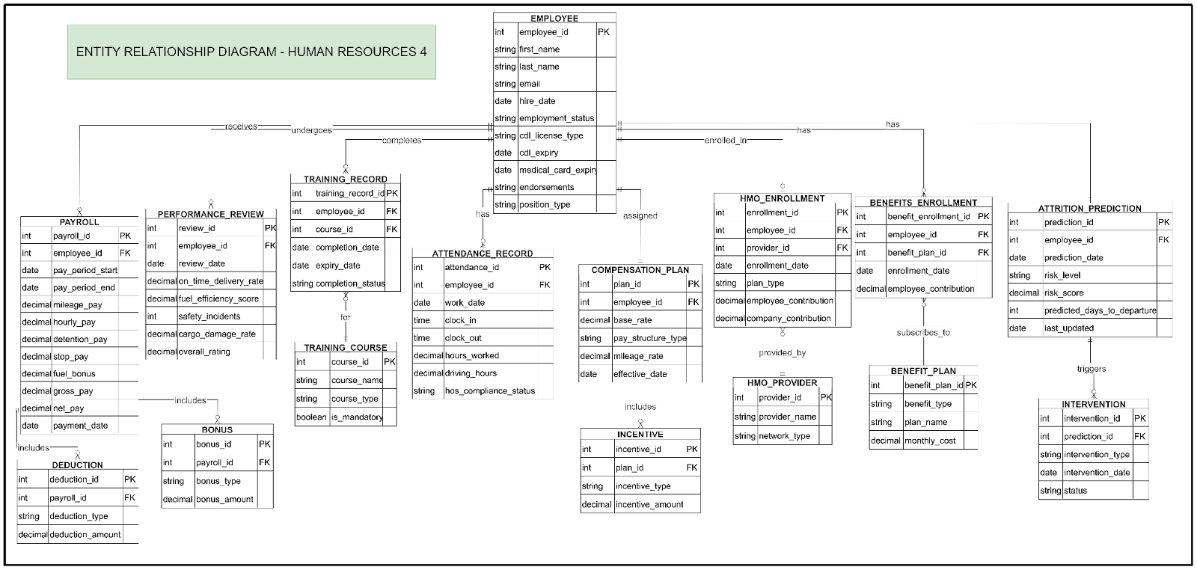 ENTITY RELATIONSHIP DIAGRAM - HUMAN RESOURCES 4
EMPLOYEE
int employee_id PK
string first_name
string last_name
string email
date hire_date
string employment_status
string cdl_license_type
date cdl_expiry
date medical_card_expiry
string endorsements
string position_type
receives
undergoes
completes
has
assigned
enrolled_in
has
has
PAYROLL
int payroll_id PK
int employee_id FK
date pay_period_start
date pay_period_end
decimal mileage_pay
decimal hourly_pay
decimal detention_pay
decimal stop_pay
decimal fuel_bonus
decimal gross_pay
decimal net_pay
date payment_date
includes
includes
DEDUCTION
int deduction_id PK
int payroll_id FK
string deduction_type
decimal deduction_amount
BONUS
int bonus_id PK
int payroll_id FK
string bonus_type
decimal bonus_amount
PERFORMANCE_REVIEW
int review_id PK
int employee_id FK
date review_date
decimal on_time_delivery_rate
decimal fuel_efficiency_score
int safety_incidents
decimal cargo_damage_rate
decimal overall_rating
TRAINING_RECORD
int training_record_id PK
int employee_id FK
int course_id FK
date completion_date
date expiry_date
string completion_status
for
TRAINING_COURSE
int course_id PK
string course_name
string course_type
boolean is_mandatory
ATTENDANCE_RECORD
int attendance_id PK
int employee_id FK
date work_date
time clock_in
time clock_out
decimal hours_worked
decimal driving_hours
string hos_compliance_status
COMPENSATION_PLAN
int plan_id PK
int employee_id FK
decimal base_rate
string pay_structure_type
decimal mileage_rate
date effective_date
includes
INCENTIVE
int incentive_id PK
int plan_id FK
string incentive_type
decimal incentive_amount
HMO_ENROLLMENT
int enrollment_id PK
int employee_id FK
int provider_id FK
date enrollment_date
string plan_type
decimal employee_contribution
decimal company_contribution
provided_by
HMO_PROVIDER
int provider_id PK
string provider_name
string network_type
BENEFITS_ENROLLMENT
int benefit_enrollment_id PK
int employee_id FK
int benefit_plan_id FK
date enrollment_date
decimal employee_contribution
subscribes_to
BENEFIT_PLAN
int benefit_plan_id PK
string benefit_type
string plan_name
decimal monthly_cost
ATTRITION_PREDICTION
int prediction_id PK
int employee_id FK
date prediction_date
string risk_level
decimal risk_score
int predicted_days_to_departure
date last_updated
triggers
INTERVENTION
int intervention_id PK
int prediction_id FK
string intervention_type
date intervention_date
string status